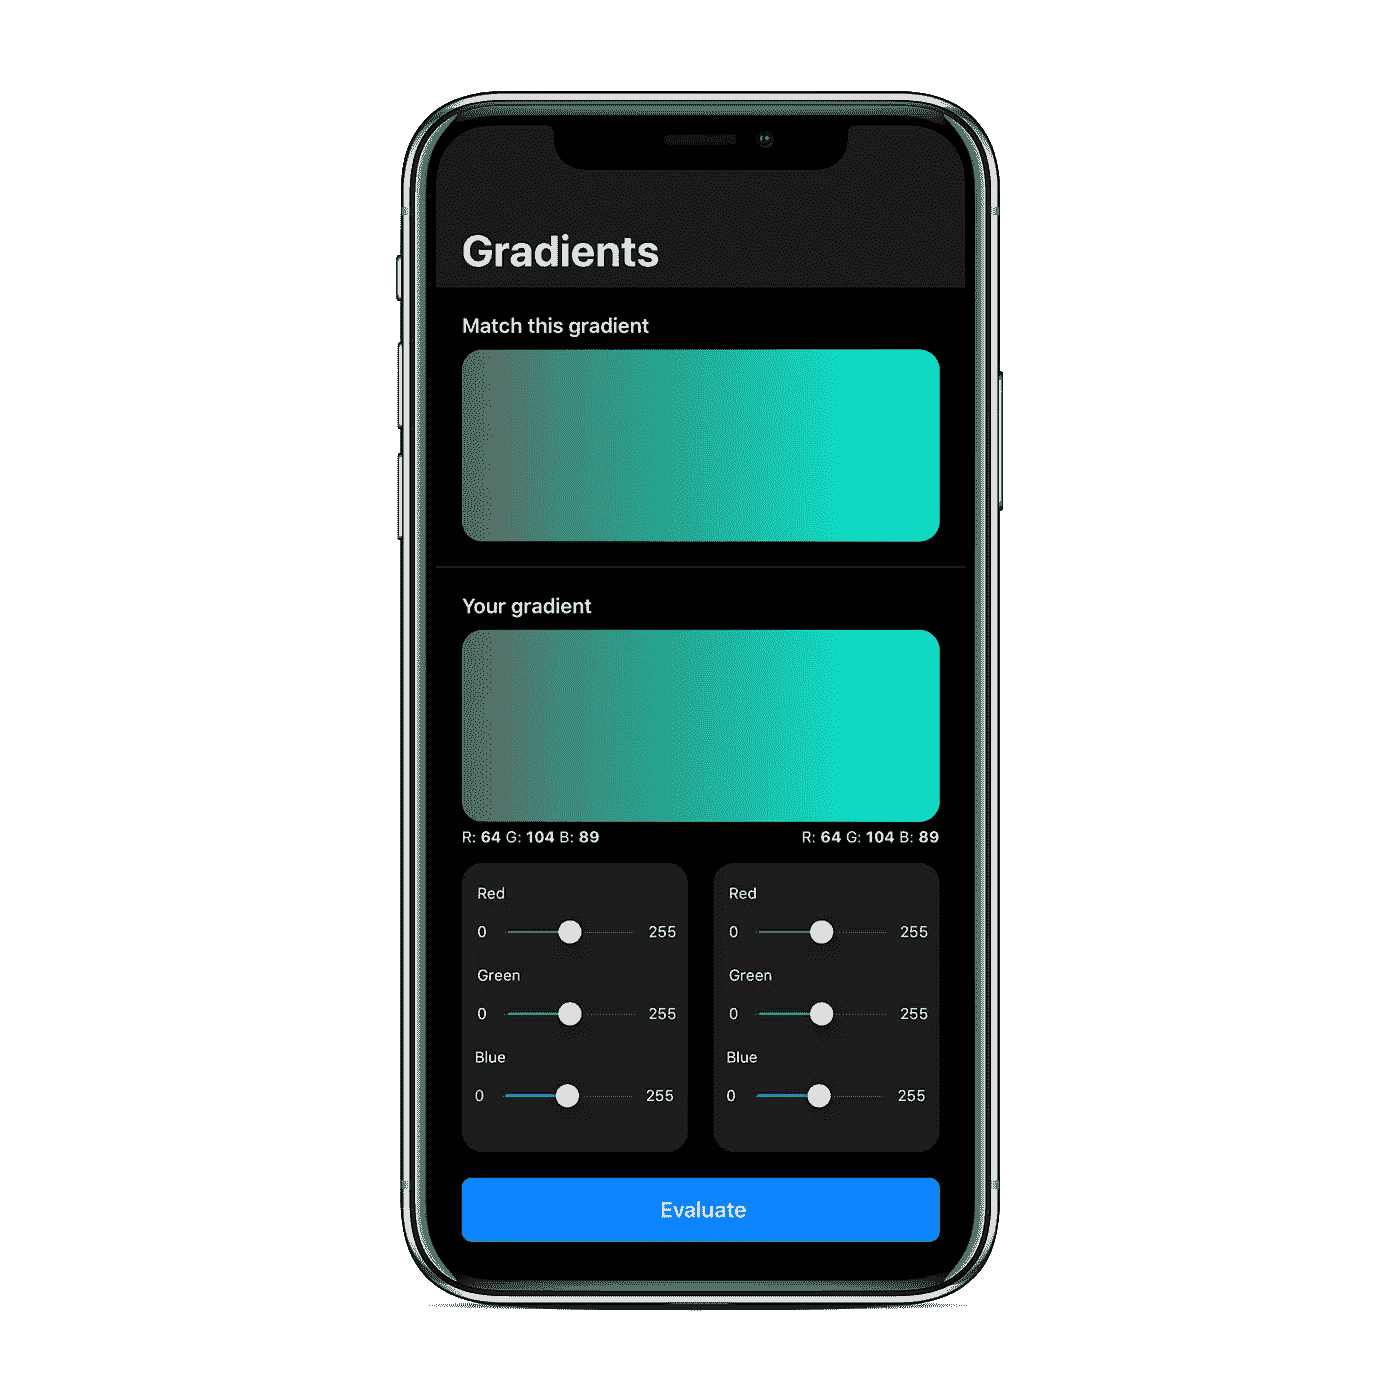 Gradients
Match this gradient
Your gradient
R: 64 G: 104 B: 89 R: 64 G: 104 B: 89
Red
0 255
Green
0 255
Blue
0 255
Red
0 255
Green
0 255
Blue
0 255
Evaluate